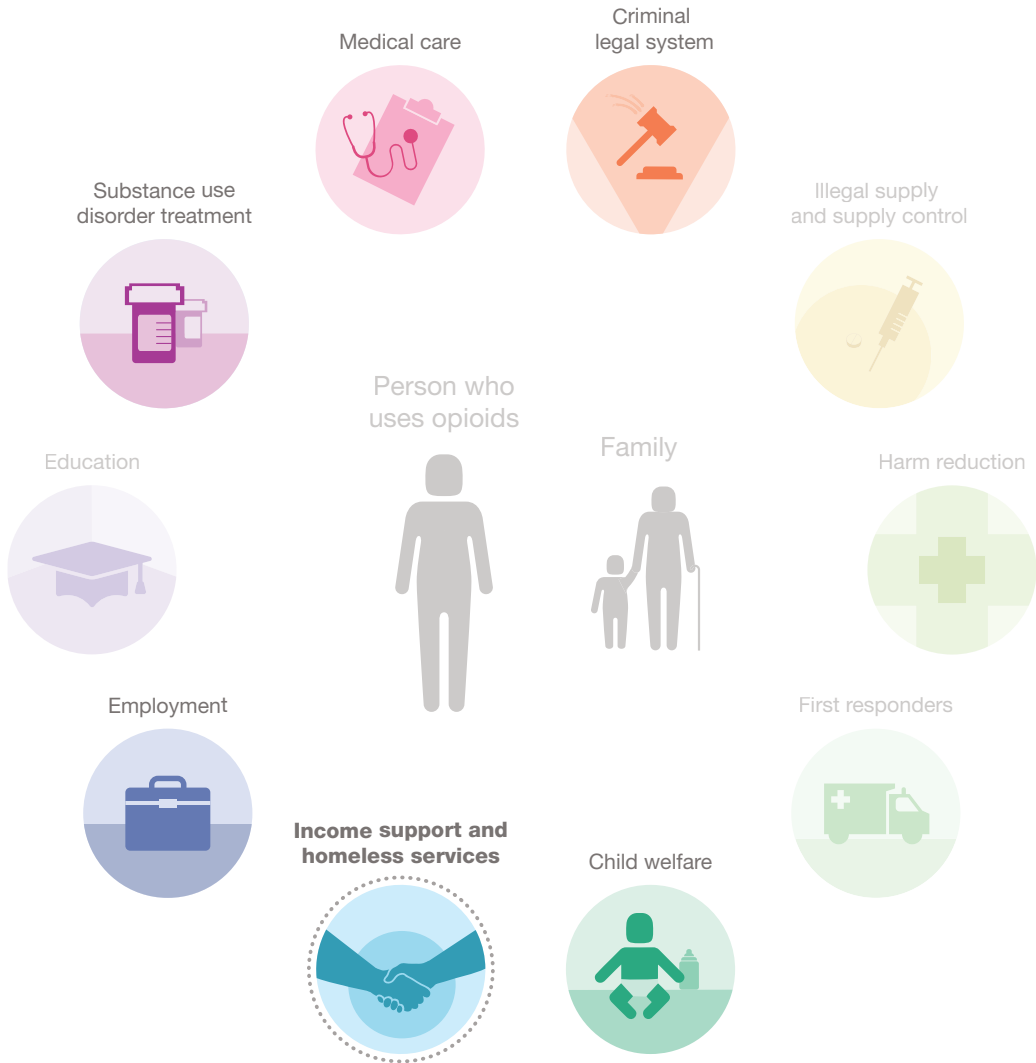 Medical care
Criminal
legal system
Substance use
disorder treatment
Illegal supply
and supply control
Person who
uses opioids
Family
Education
Harm reduction
Employment
First responders
Income support and
homeless services
Child welfare